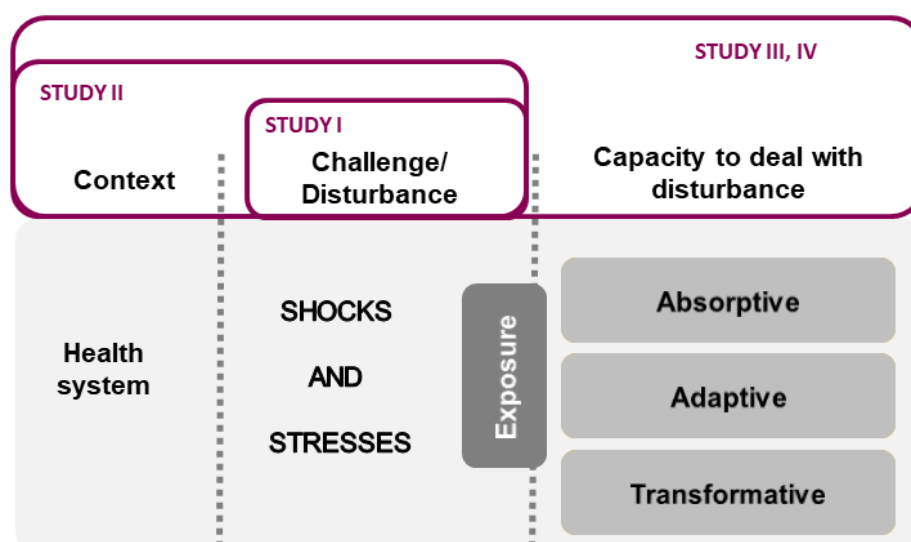 STUDY III, IV
STUDY II
STUDY I
Context
Challenge/
Disturbance
Capacity to deal with
disturbance
Health
system
SHOCKS
AND
STRESSES
Exposure
Absorptive
Adaptive
Transformative